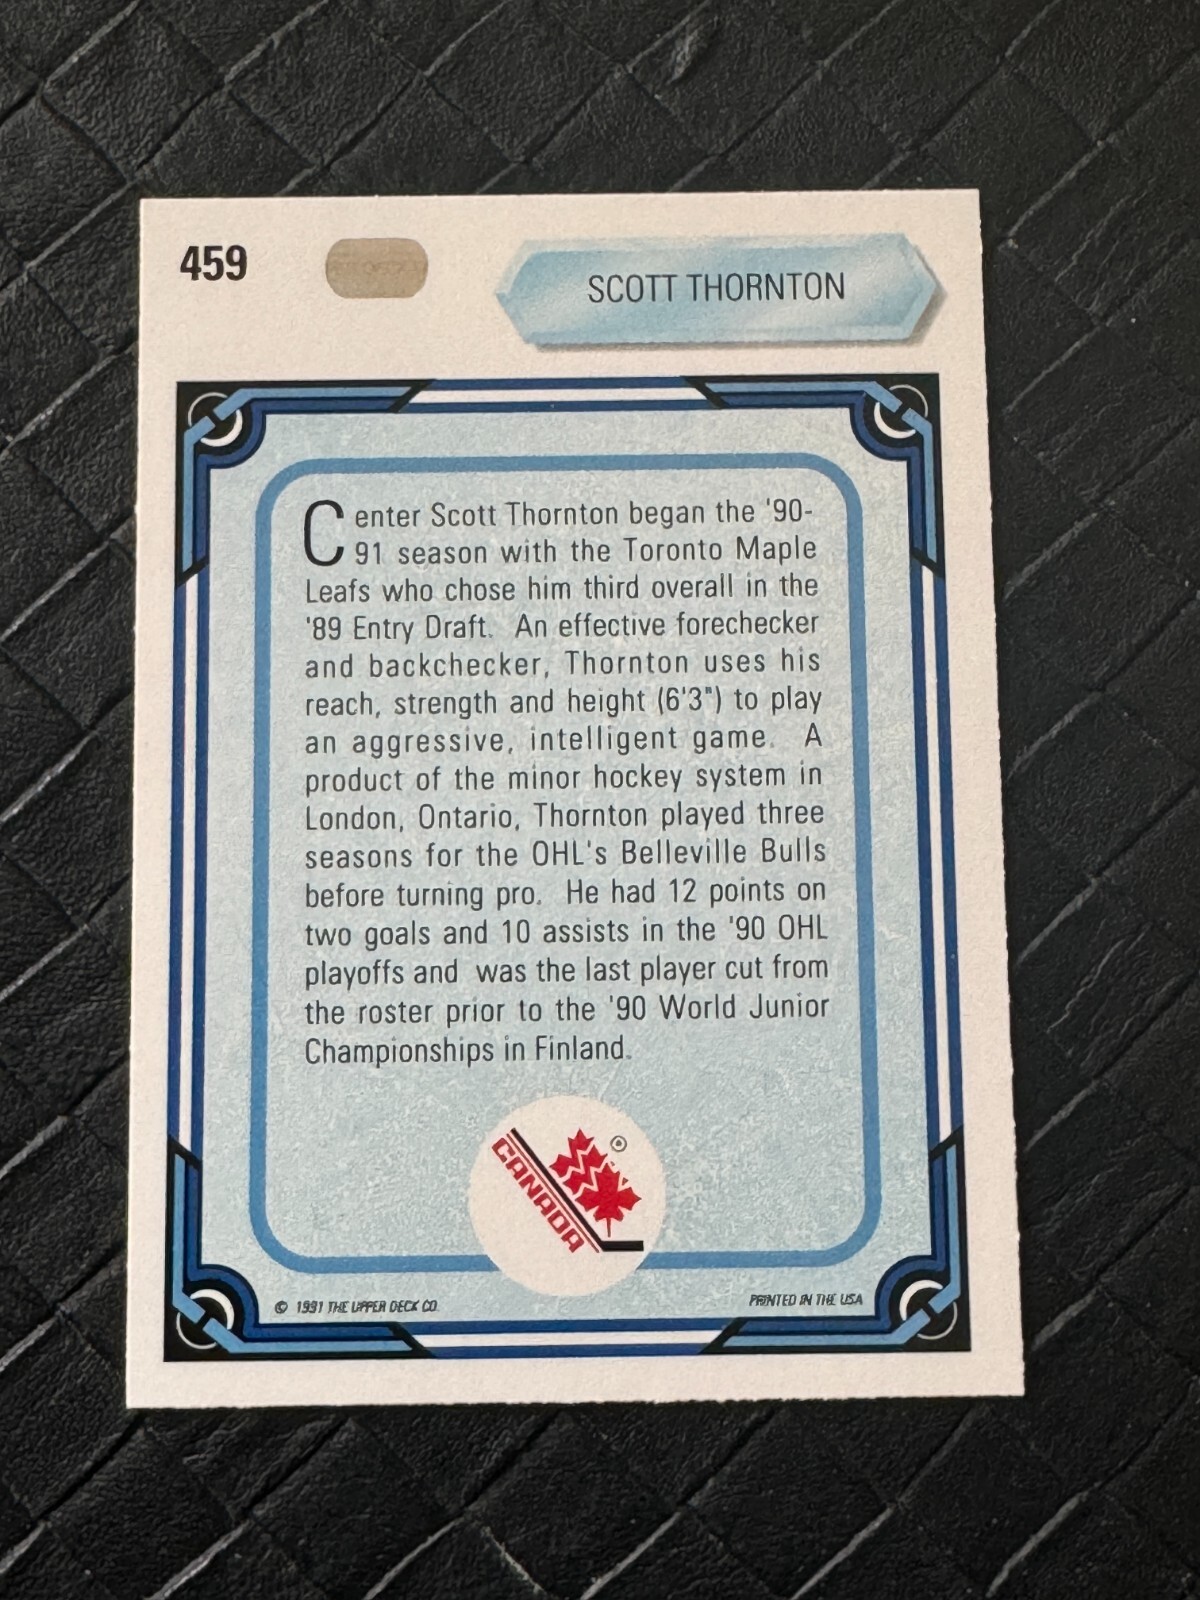 459
SCOTT THORNTON
Center Scott Thornton began the '90-
91 season with the Toronto Maple
Leafs who chose him third overall in the
'89 Entry Draft. An effective forechecker
and backchecker, Thornton uses his
reach, strength and height (6'3") to play
an aggressive, intelligent game. A
product of the minor hockey system in
London, Ontario, Thornton played three
seasons for the OHL's Belleville Bulls
before turning pro. He had 12 points on
two goals and 10 assists in the '90 OHL
playoffs and was the last player cut from
the roster prior to the '90 World Junior
Championships in Finland.
CANADA
© 1991 THE UPPER DECK CO.
PRINTED IN THE USA